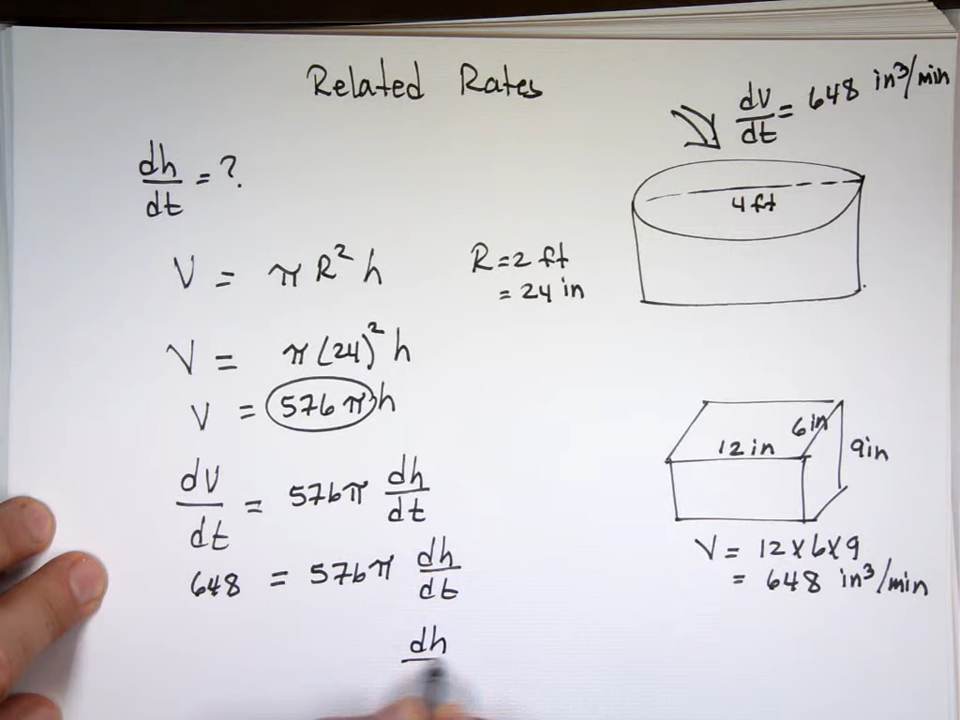 Related Rates
dV/dt = 648 in³/min
dh/dt = ?
4 ft
V = πR²h
R = 2 ft
= 24 in
V = π(24)²h
V = 576πh
12 in
6 in
9 in
dV/dt = 576π dh/dt
V = 12 x 6 x 9
= 648 in³/min
648 = 576π dh/dt
dh